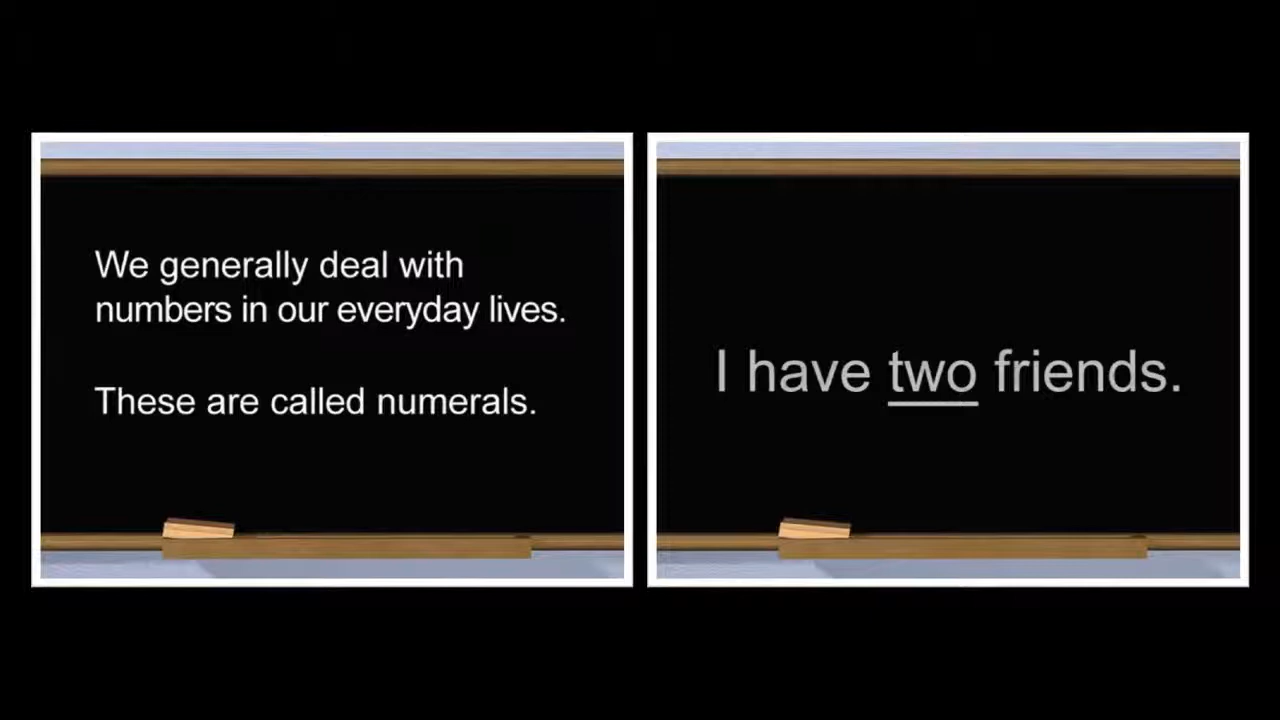 We generally deal with
numbers in our everyday lives.
These are called numerals.
I have two friends.